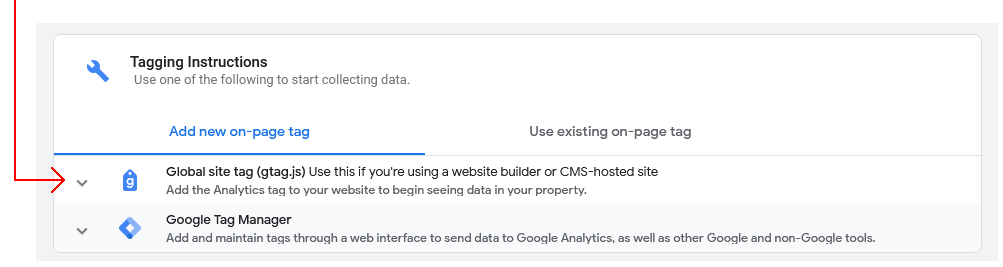 Tagging Instructions
Use one of the following to start collecting data.
Add new on-page tag
Use existing on-page tag
g
Global site tag (gtag.js) Use this if you're using a website builder or CMS-hosted site
Add the Analytics tag to your website to begin seeing data in your property.
Google Tag Manager
Add and maintain tags through a web interface to send data to Google Analytics, as well as other Google and non-Google tools.